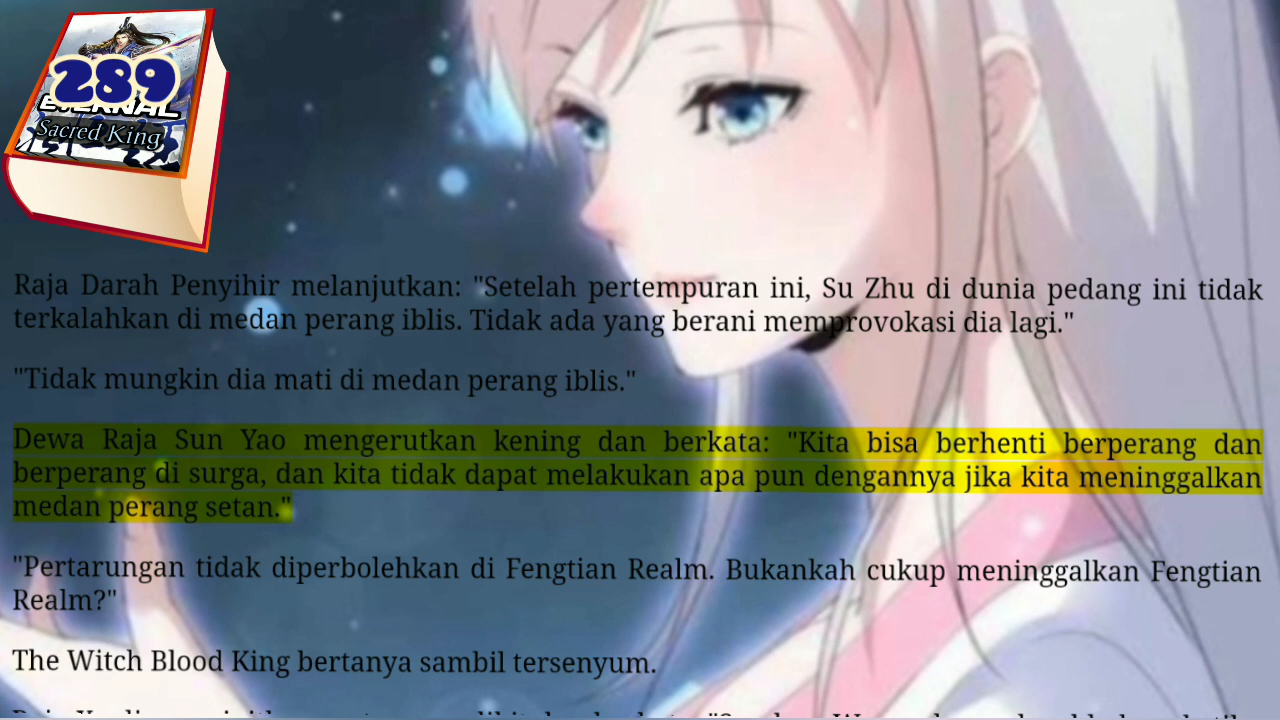 289
ETERNAL
Sacred King
Raja Darah Penyihir melanjutkan: "Setelah pertempuran ini, Su Zhu di dunia pedang ini tidak
terkalahkan di medan perang iblis. Tidak ada yang berani memprovokasi dia lagi."
"Tidak mungkin dia mati di medan perang iblis."
Dewa Raja Sun Yao mengerutkan kening dan berkata: "Kita bisa berhenti berperang dan
berperang di surga, dan kita tidak dapat melakukan apa pun dengannya jika kita meninggalkan
medan perang setan."
"Pertarungan tidak diperbolehkan di Fengtian Realm. Bukankah cukup meninggalkan Fengtian
Realm?"
The Witch Blood King bertanya sambil tersenyum.